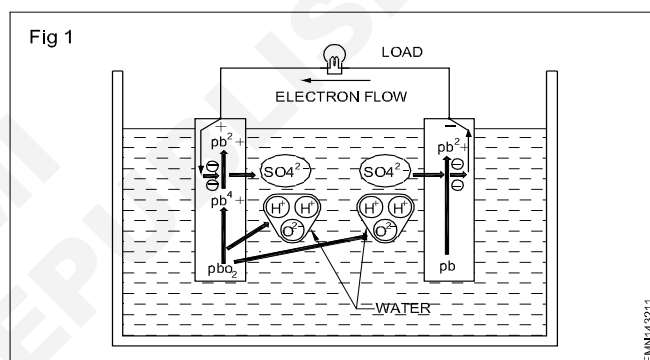 Fig 1
LOAD
ELECTRON FLOW
+ −
pb2+ pb2+
SO42− SO42−
pb4+
H+ H+ H+ H+
O2− O2−
pbo2 pb
WATER